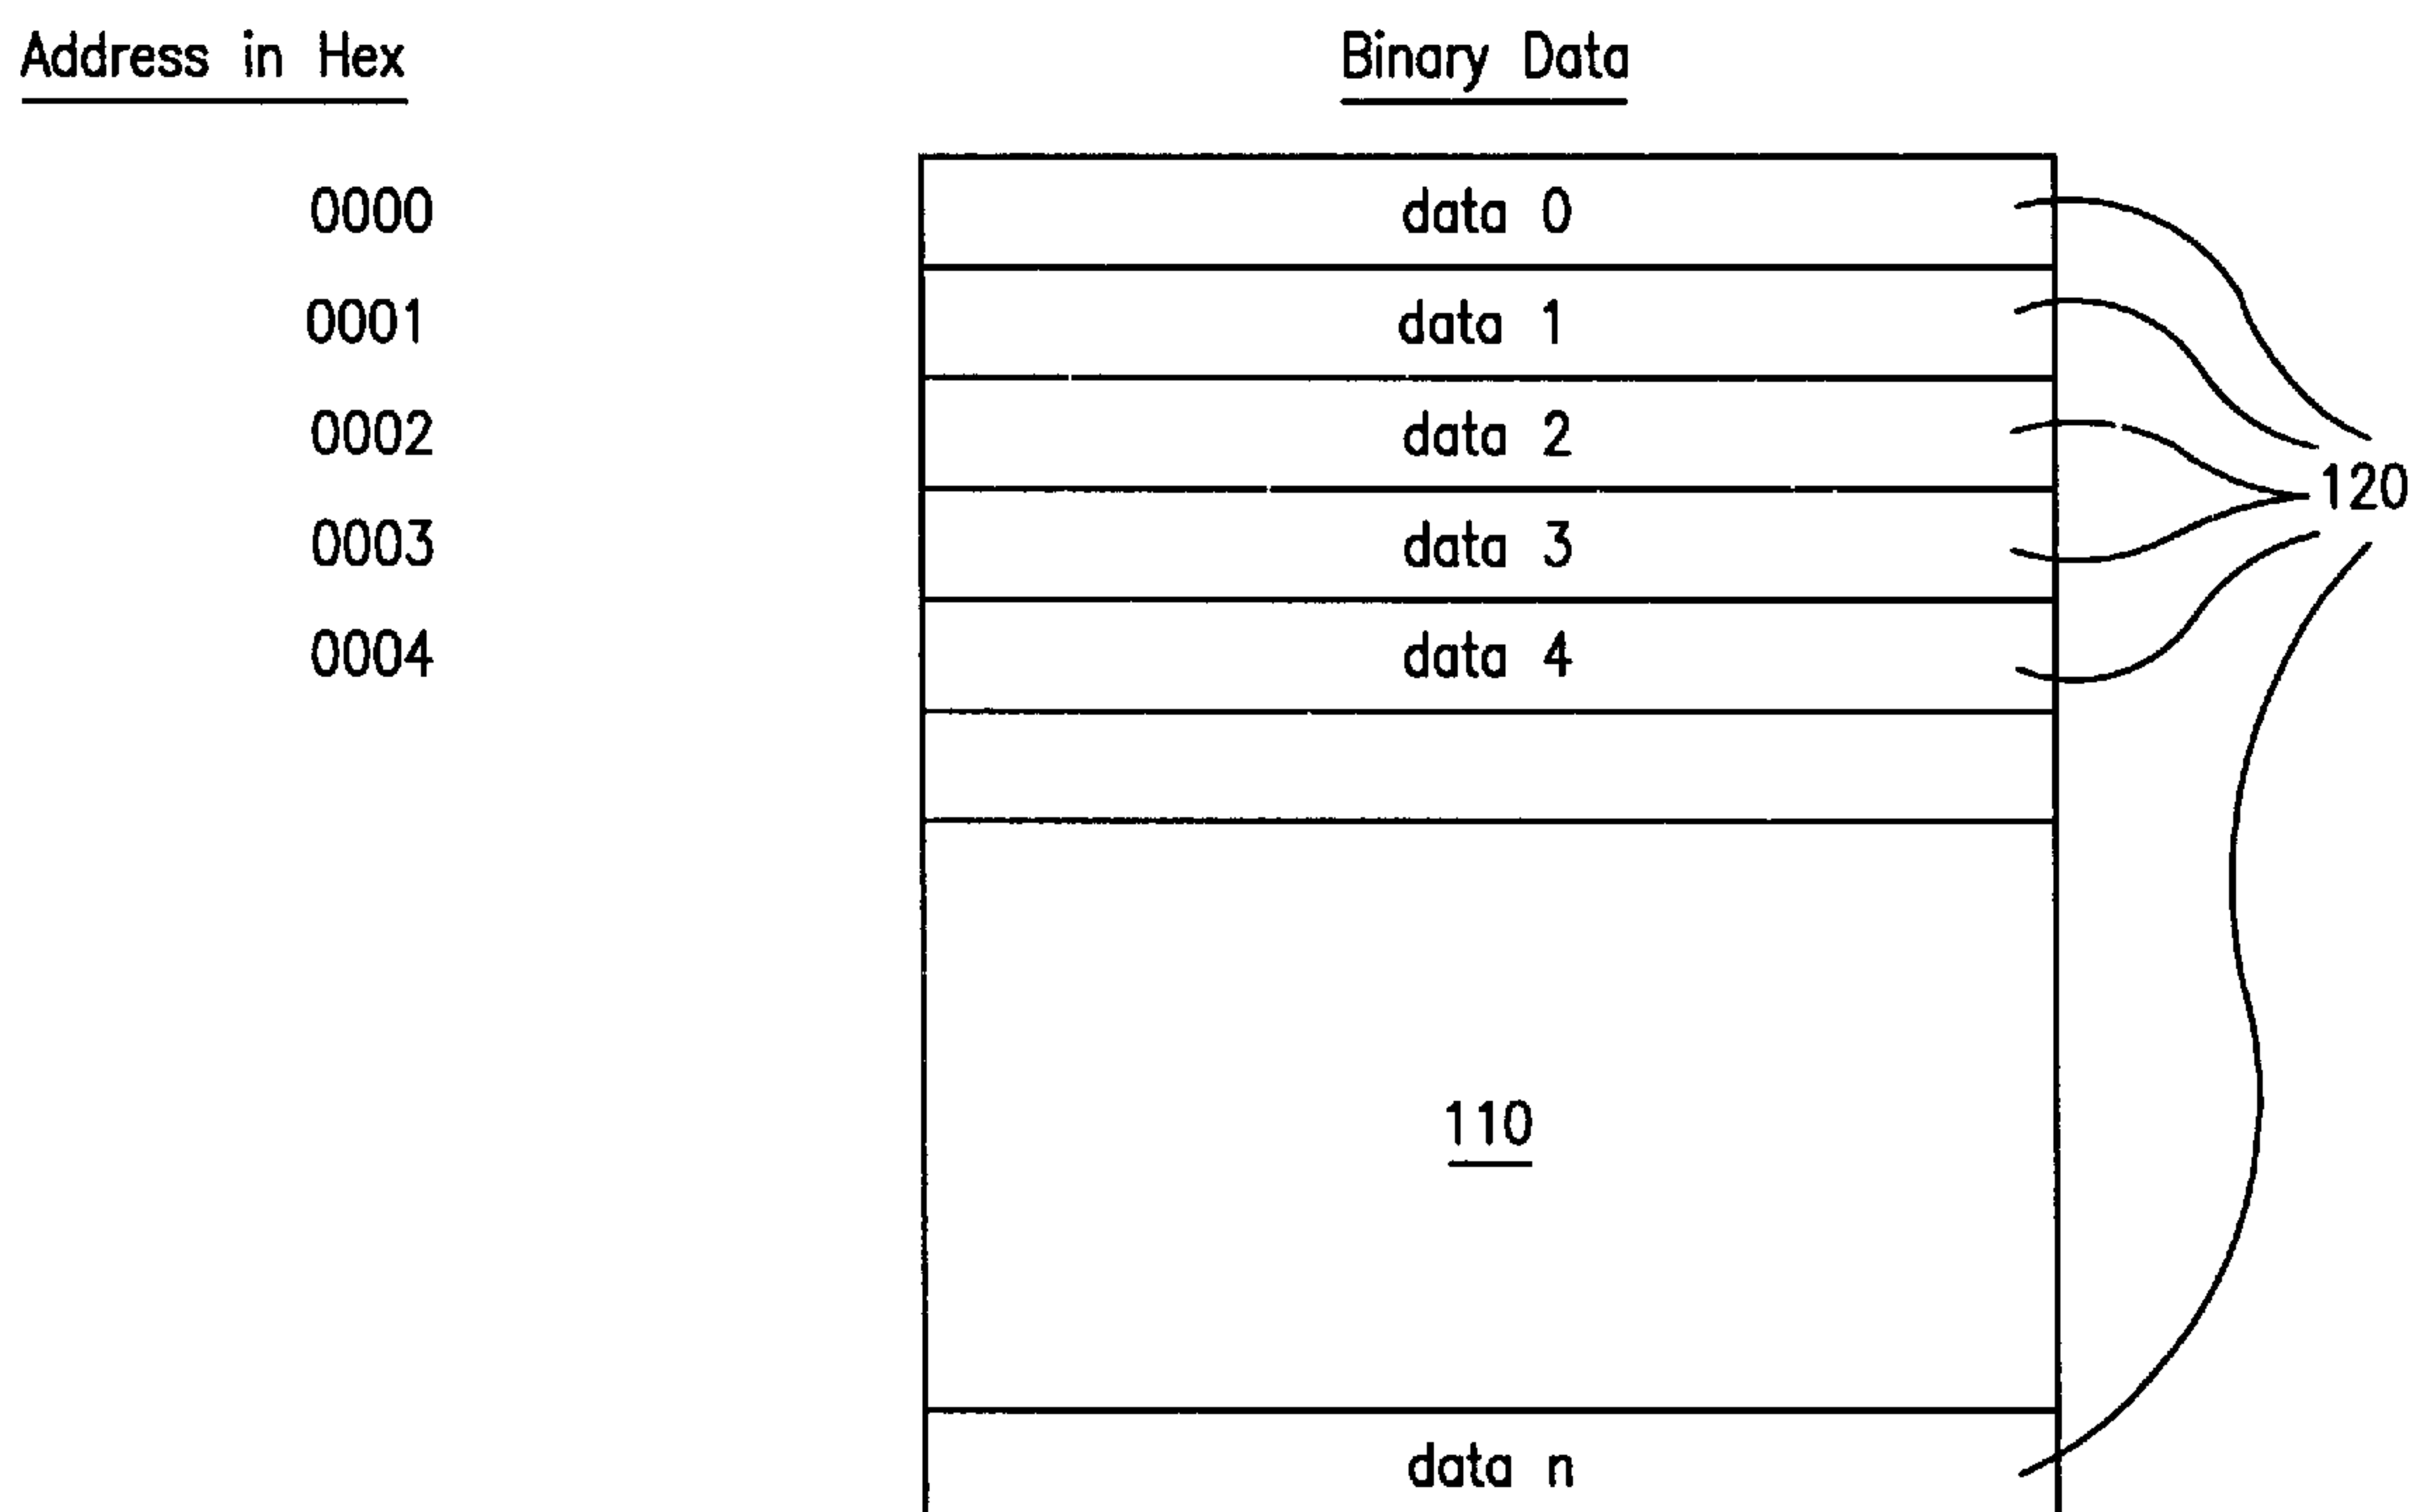 Address in Hex Binary Data
0000 data 0
0001 data 1
0002 data 2
120
0003 data 3
0004 data 4
110
data n